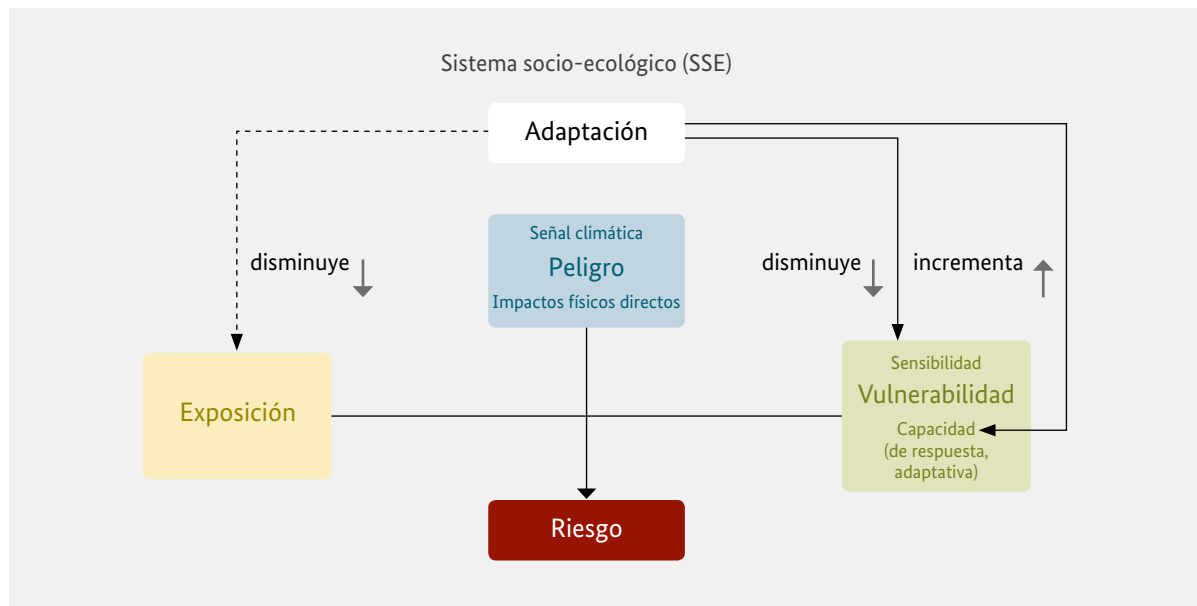 Sistema socio-ecológico (SSE)
Adaptación
Señal climática
Peligro
Impactos físicos directos
disminuye
disminuye
incrementa
Exposición
Sensibilidad
Vulnerabilidad
Capacidad
(de respuesta,
adaptativa)
Riesgo